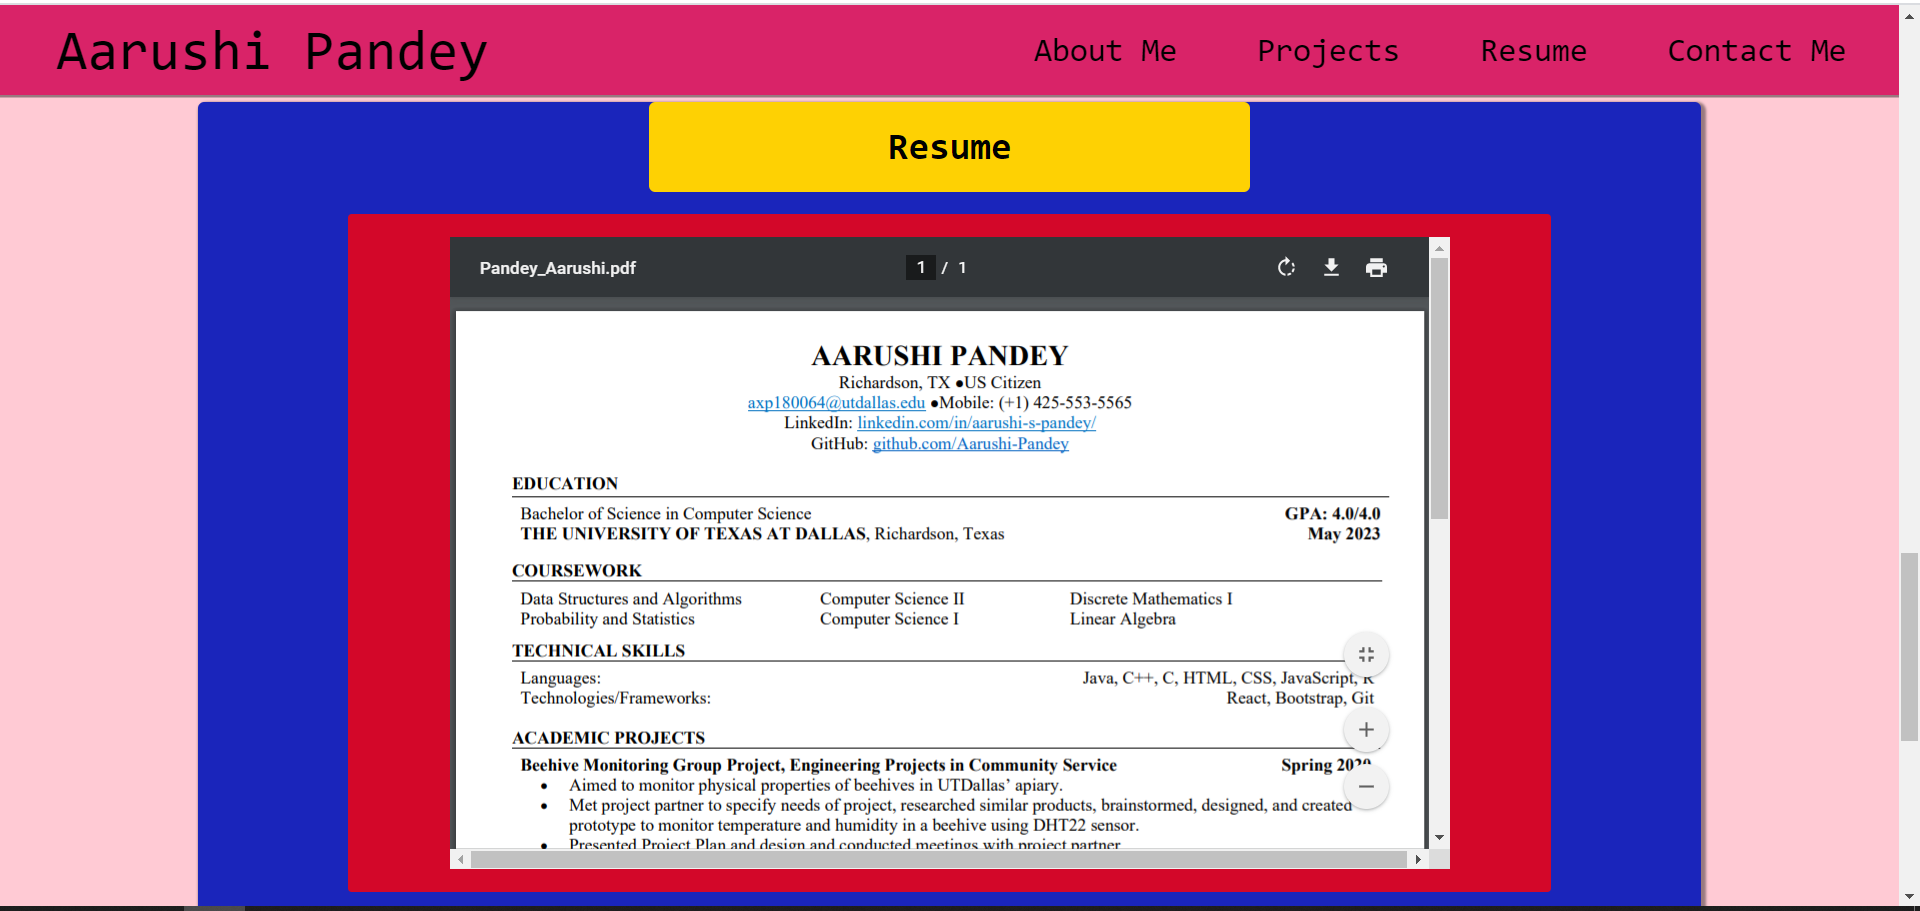 Aarushi Pandey About Me Projects Resume Contact Me
Resume
Pandey_Aarushi.pdf 1 / 1
AARUSHI PANDEY
Richardson, TX ●US Citizen
axp180064@utdallas.edu ●Mobile: (+1) 425-553-5565
LinkedIn: linkedin.com/in/aarushi-s-pandey/
GitHub: github.com/Aarushi-Pandey
EDUCATION
Bachelor of Science in Computer Science GPA: 4.0/4.0
THE UNIVERSITY OF TEXAS AT DALLAS, Richardson, Texas May 2023
COURSEWORK
Data Structures and Algorithms Computer Science II Discrete Mathematics I
Probability and Statistics Computer Science I Linear Algebra
TECHNICAL SKILLS
Languages: Java, C++, C, HTML, CSS, JavaScript, R
Technologies/Frameworks: React, Bootstrap, Git
ACADEMIC PROJECTS
Beehive Monitoring Group Project, Engineering Projects in Community Service Spring 2020
• Aimed to monitor physical properties of beehives in UTDallas’ apiary.
• Met project partner to specify needs of project, researched similar products, brainstormed, designed, and created
prototype to monitor temperature and humidity in a beehive using DHT22 sensor.
• Presented Project Plan and design and conducted meetings with project partner